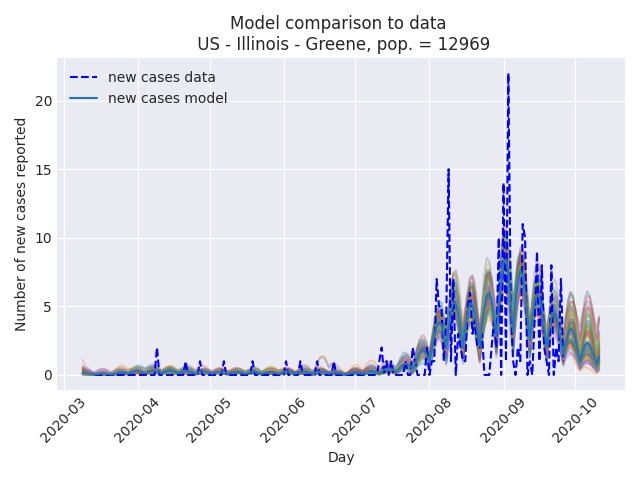 Model comparison to data
US - Illinois - Greene, pop. = 12969
new cases data
new cases model
Number of new cases reported
20
15
10
5
0
2020-03
2020-04
2020-05
2020-06
2020-07
2020-08
2020-09
2020-10
Day